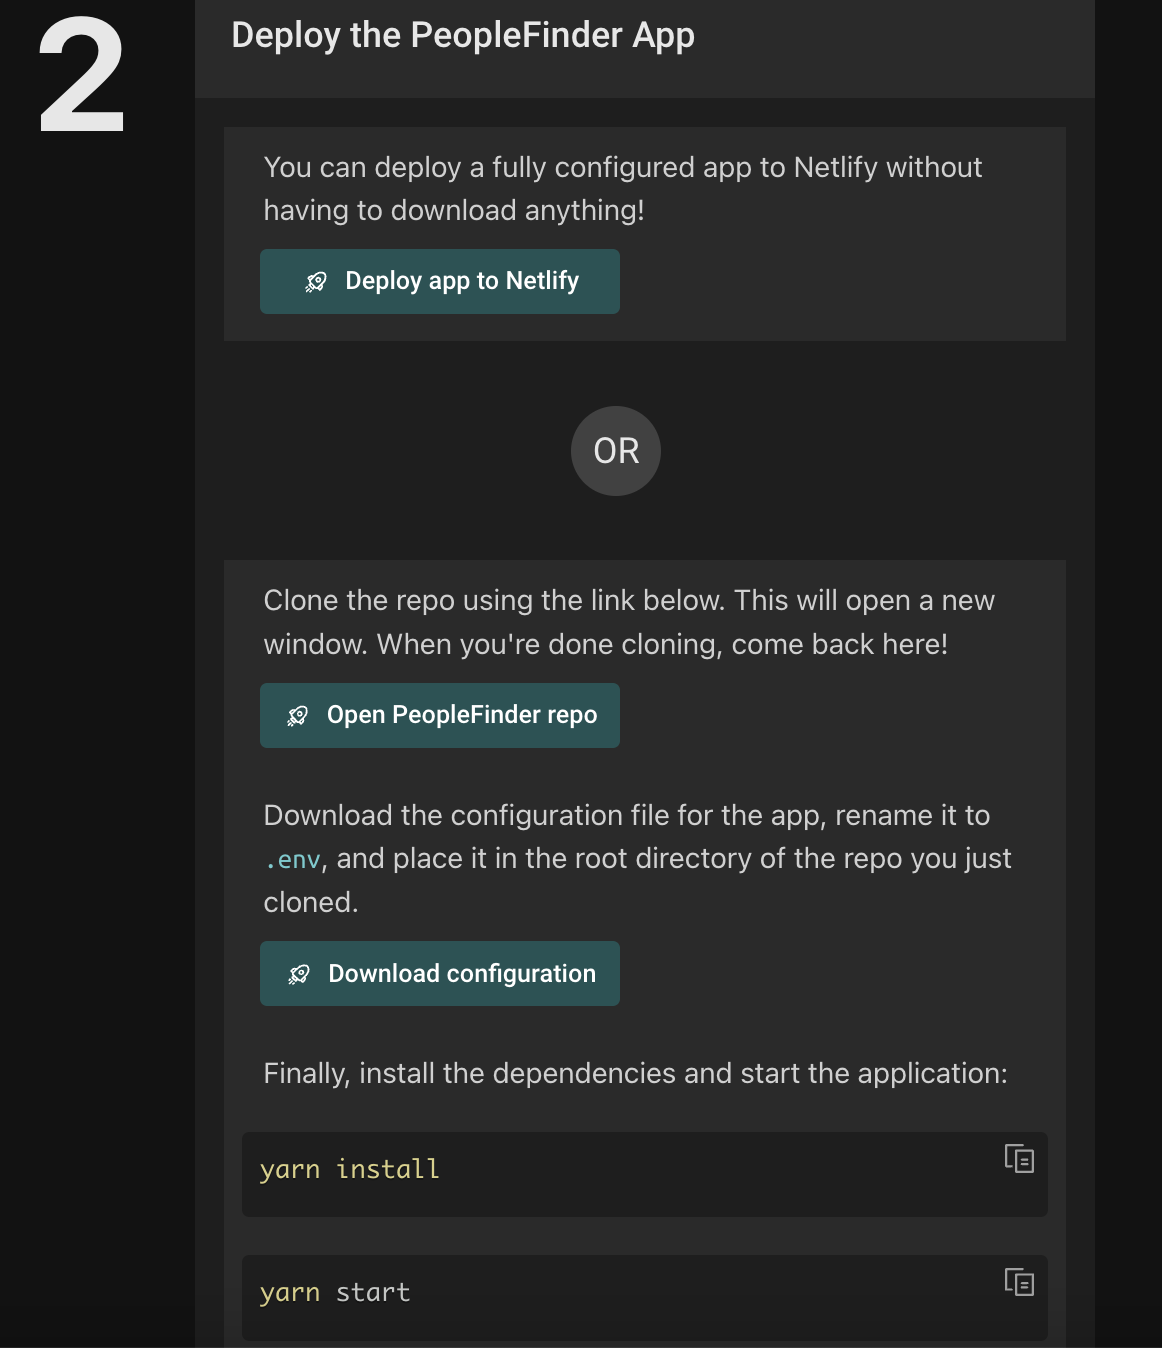 2
Deploy the PeopleFinder App
You can deploy a fully configured app to Netlify without
having to download anything!
Deploy app to Netlify
OR
Clone the repo using the link below. This will open a new
window. When you're done cloning, come back here!
Open PeopleFinder repo
Download the configuration file for the app, rename it to
.env, and place it in the root directory of the repo you just
cloned.
Download configuration
Finally, install the dependencies and start the application:
yarn install
yarn start